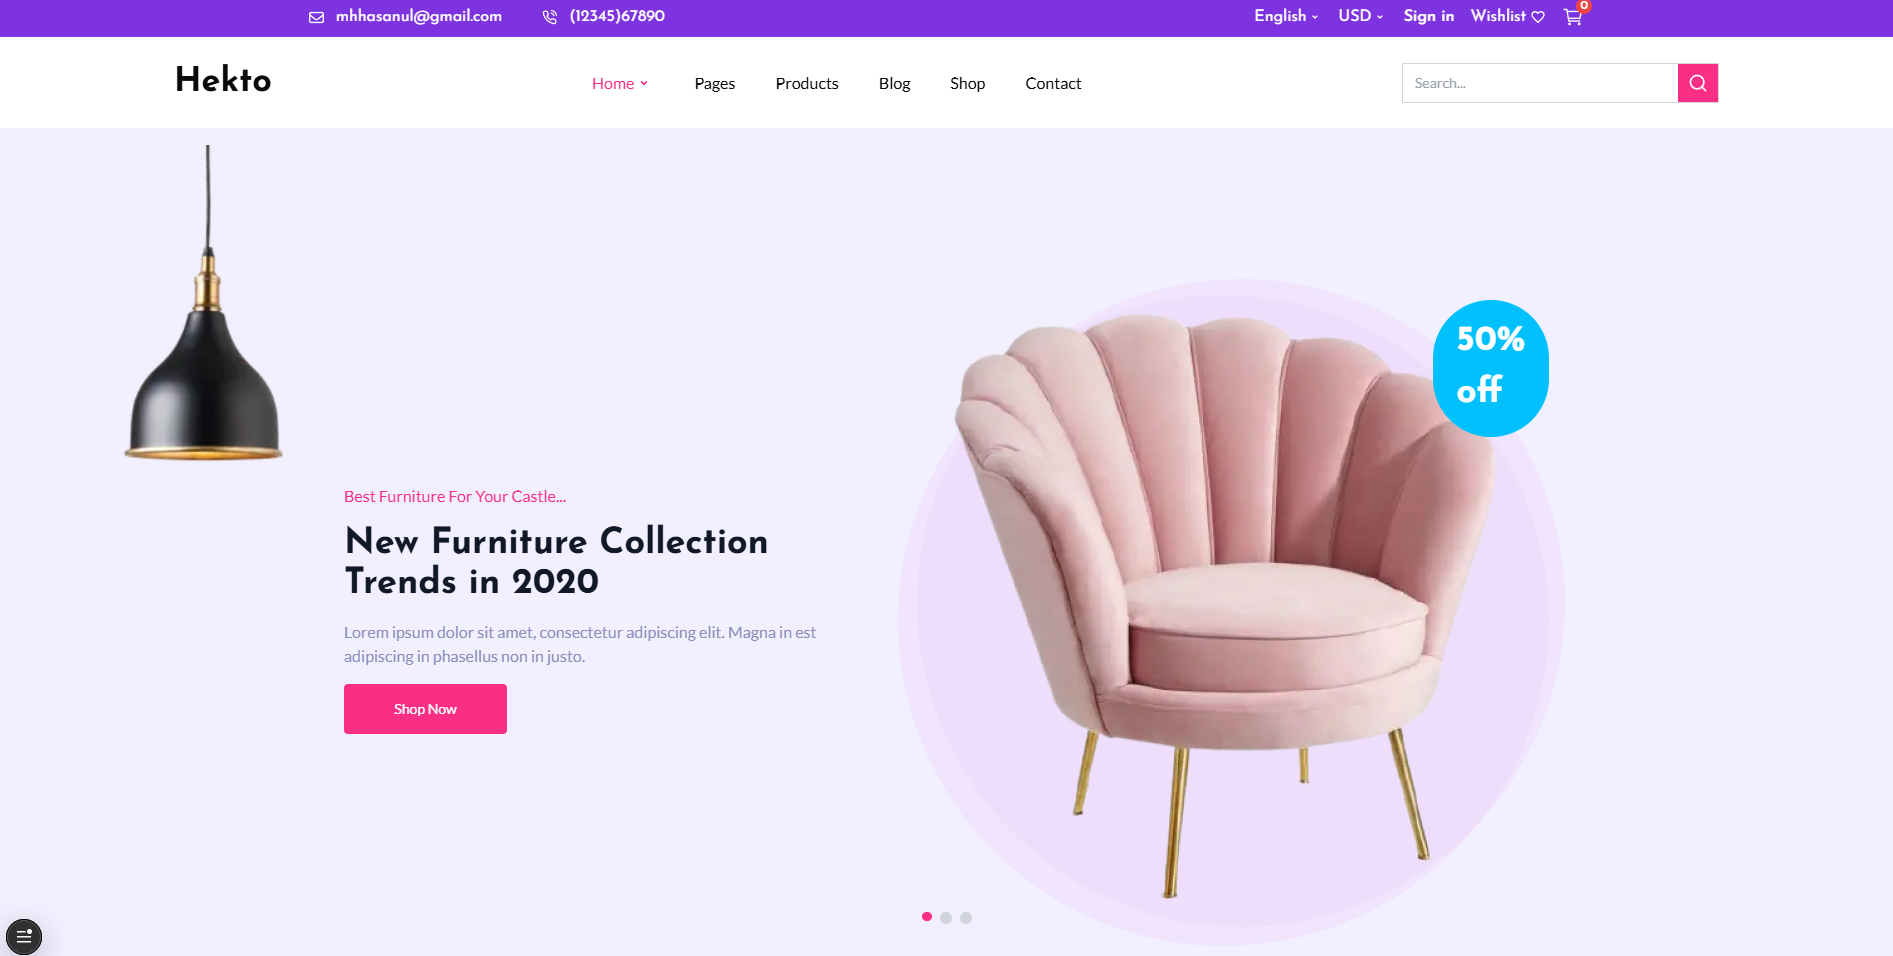 mhhasanul@gmail.com (12345)67890 English USD Sign in Wishlist 0
Hekto Home Pages Products Blog Shop Contact Search...
50%
off
Best Furniture For Your Castle...
New Furniture Collection
Trends in 2020
Lorem ipsum dolor sit amet, consectetur adipiscing elit. Magna in est
adipiscing in phasellus non in justo.
Shop Now